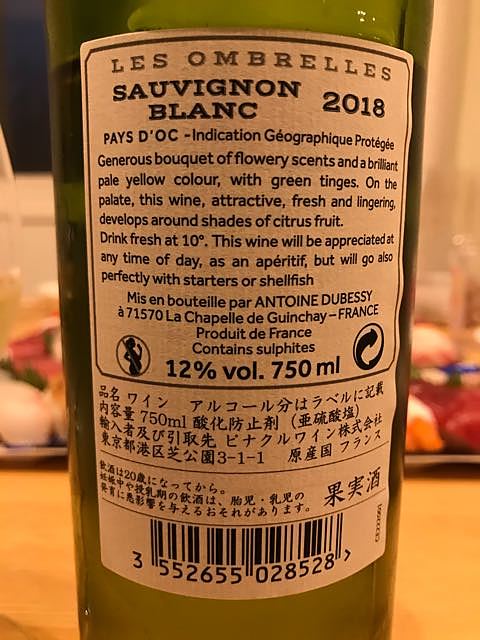 LES OMBRELLES
SAUVIGNON
BLANC
2018
PAYS D'OC -Indication Géographique Protégée
Generous bouquet of flowery scents and a brilliant
pale yellow colour, with green tinges. On the
palate, this wine, attractive, fresh and lingering,
develops around shades of citrus fruit.
Drink fresh at 10°. This wine will be appreciated at
any time of day, as an apéritif, but will go also
perfectly with starters or shellfish
Mis en bouteille par ANTOINE DUBESSY
à 71570 La Chapelle de Guinchay – FRANCE
Produit de France
Contains sulphites
12% vol. 750 ml
品名 ワイン アルコール分はラベルに記載
内容量 750ml 酸化防止剤 (亜硫酸塩)
輸入者及び引取先 ピナクルワイン株式会社
東京都港区芝公園3-1-1 原産国 フランス
飲酒は20歳になってから。
妊娠中や授乳期の飲酒は、胎児・乳児の
発育に悪影響を与えるおそれがあります。
果実酒
3 552655 028528 >